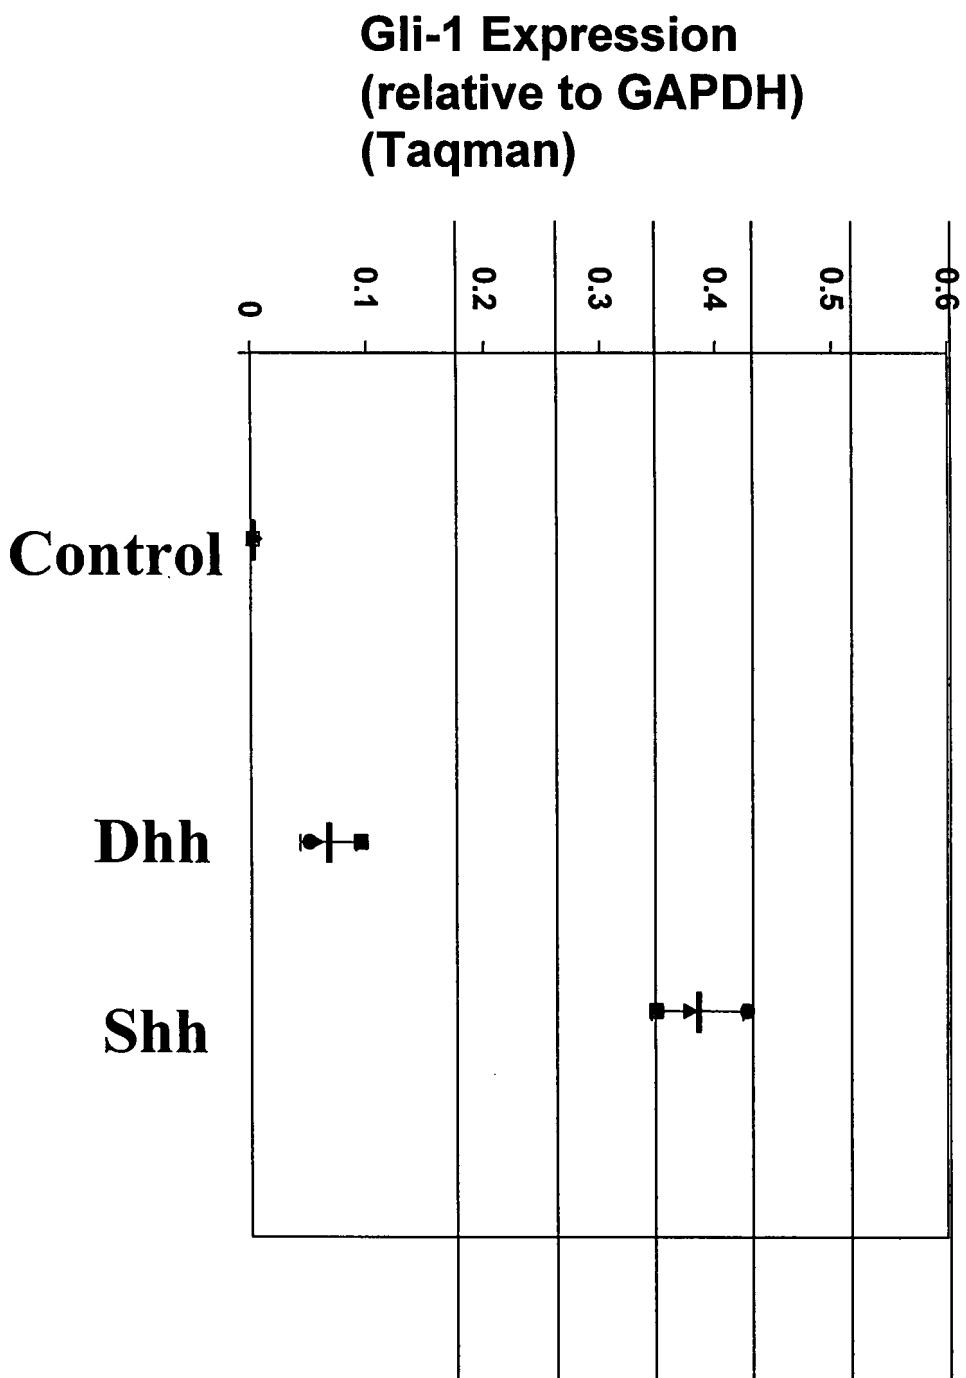 Gli-1 Expression
(relative to GAPDH)
(Taqman)
0
0.1
0.2
0.3
0.4
0.5
0.6
Control
Dhh
Shh